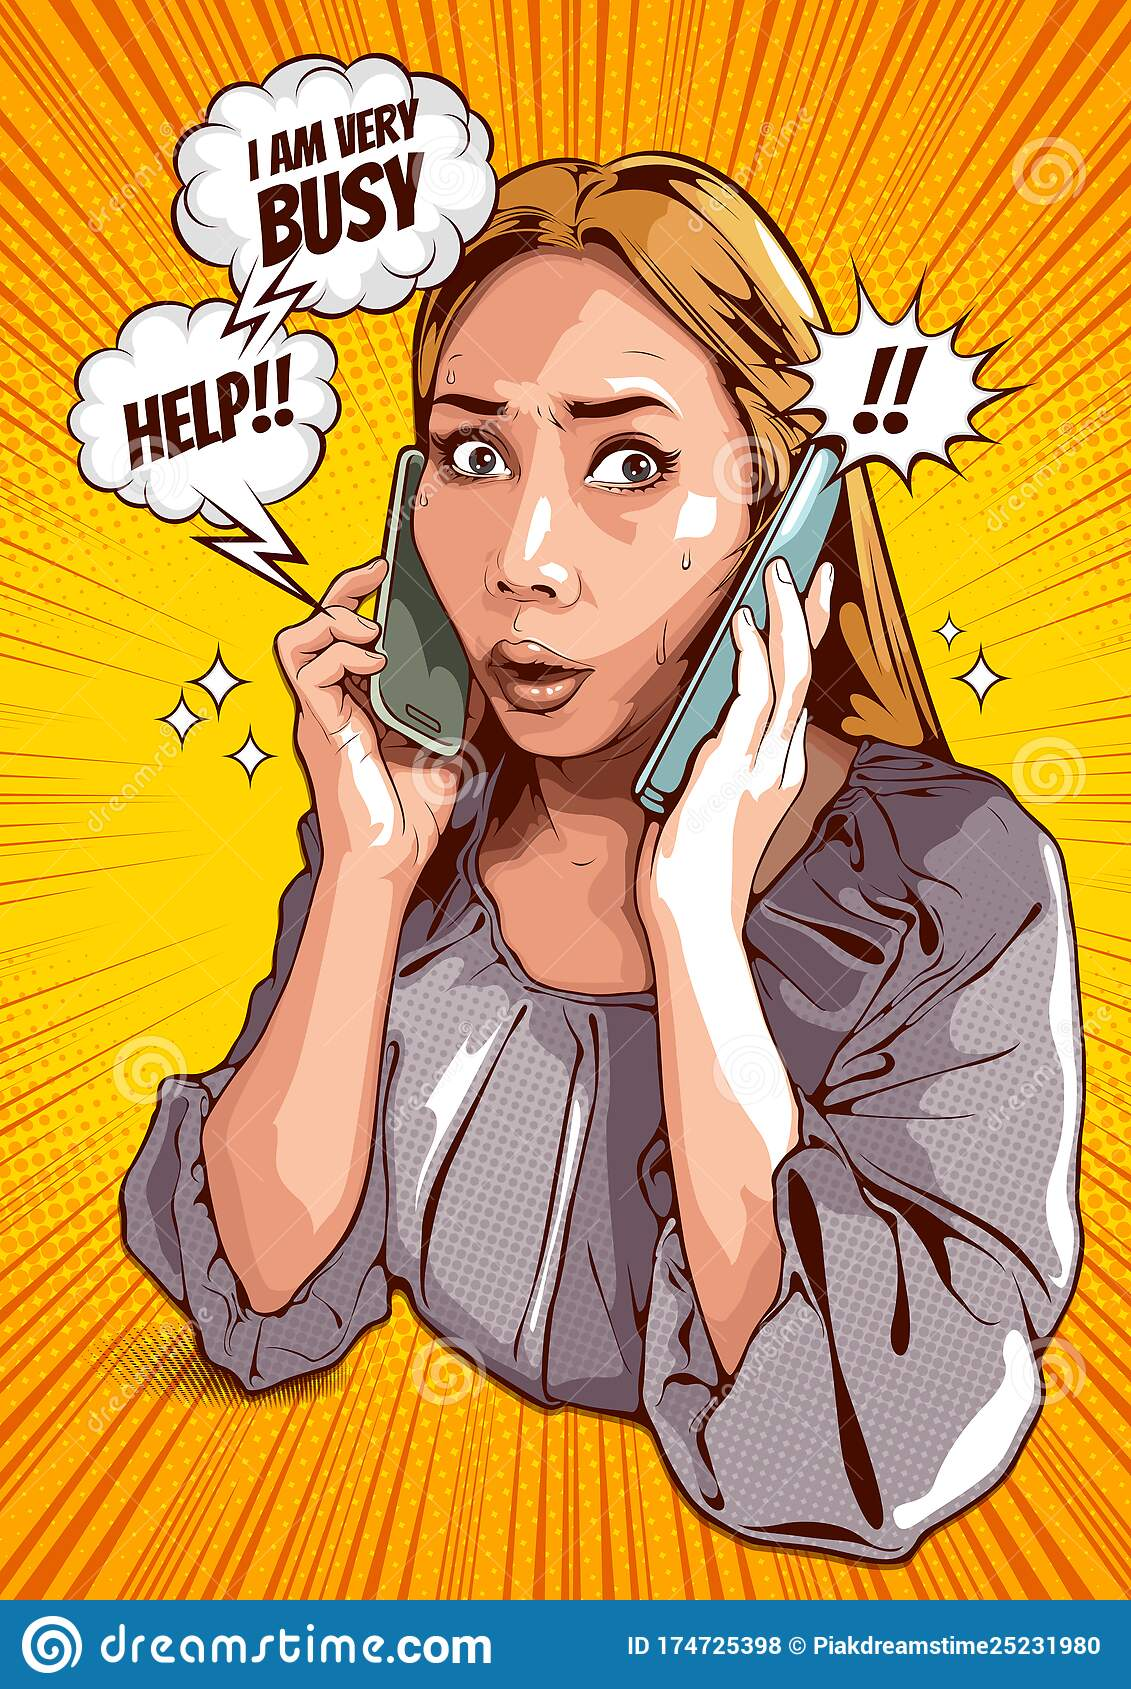 I AM VERY
BUSY
HELP!!
!!
dreamstime.com
ID 174725398 © Piakdreamstime25231980